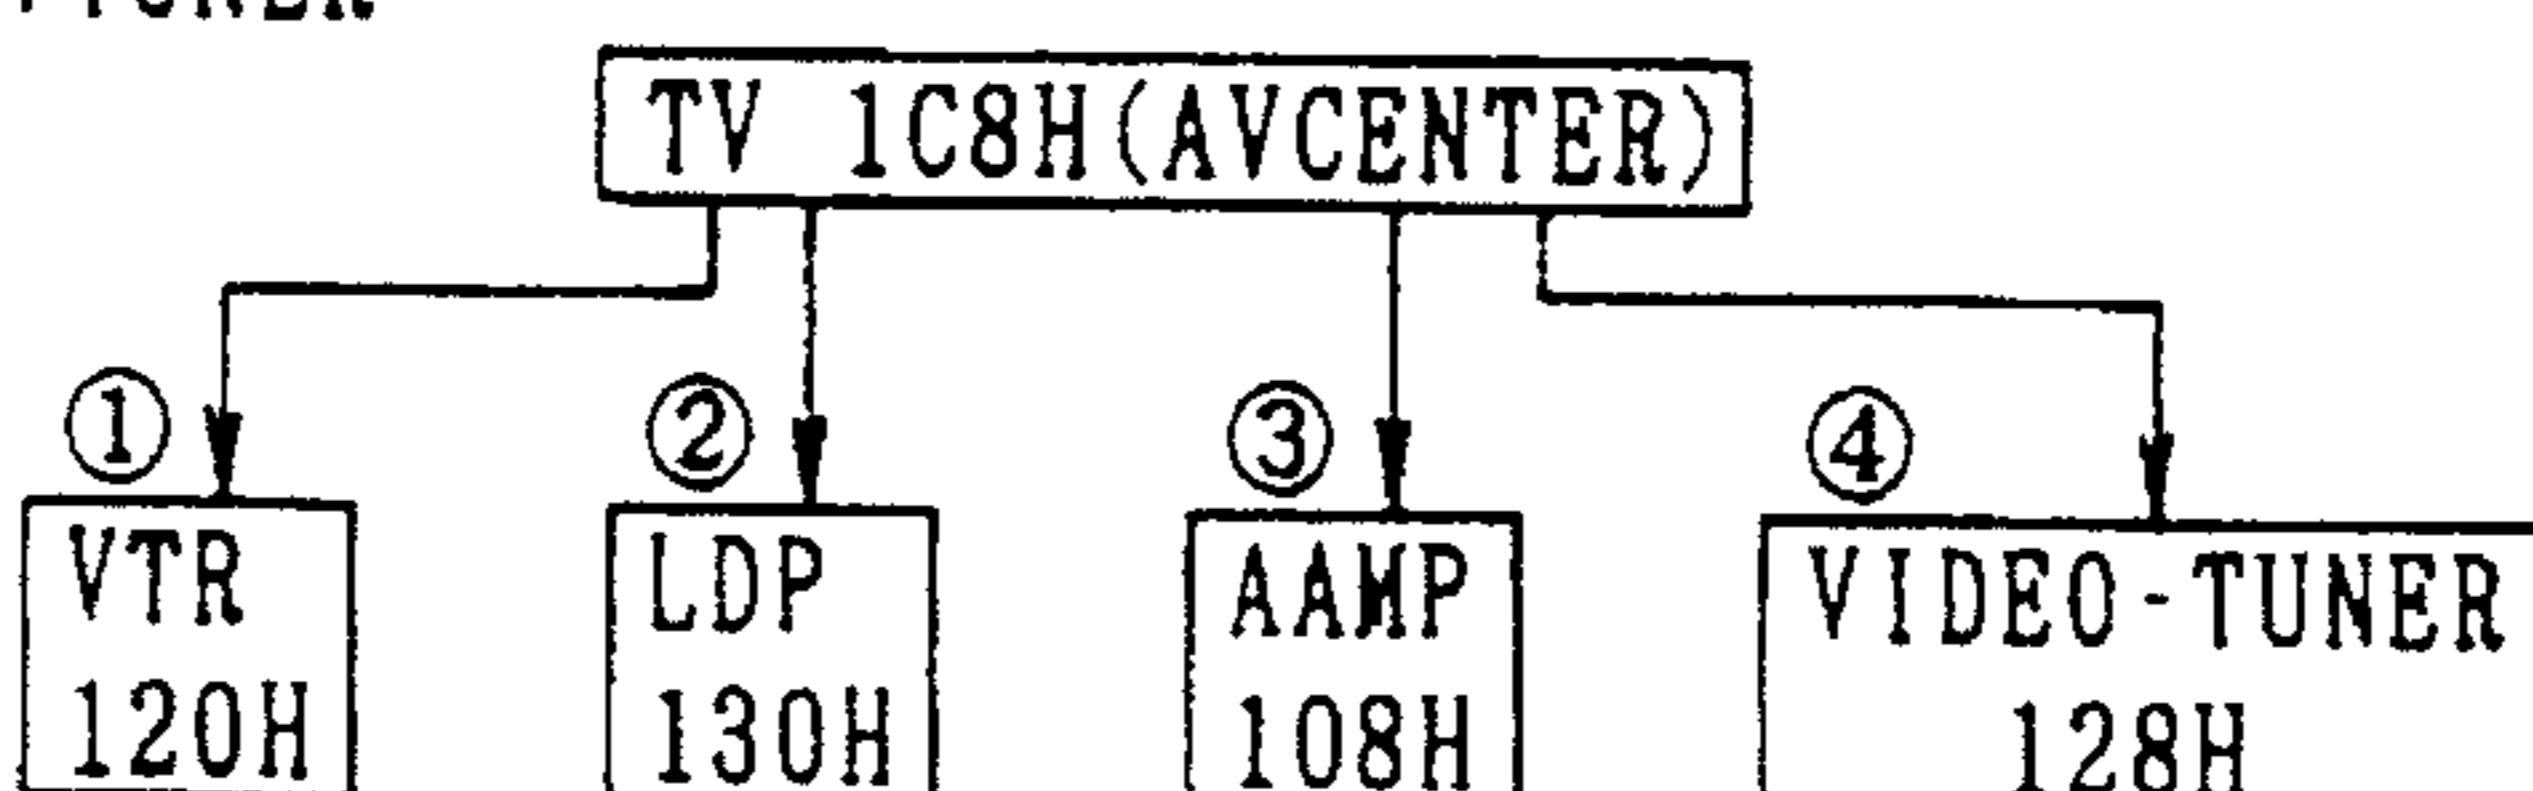 TV 1C8H(AVCENTER)
① ② ③ ④
VTR LDP AAMP VIDEO-TUNER
120H 130H 108H 128H